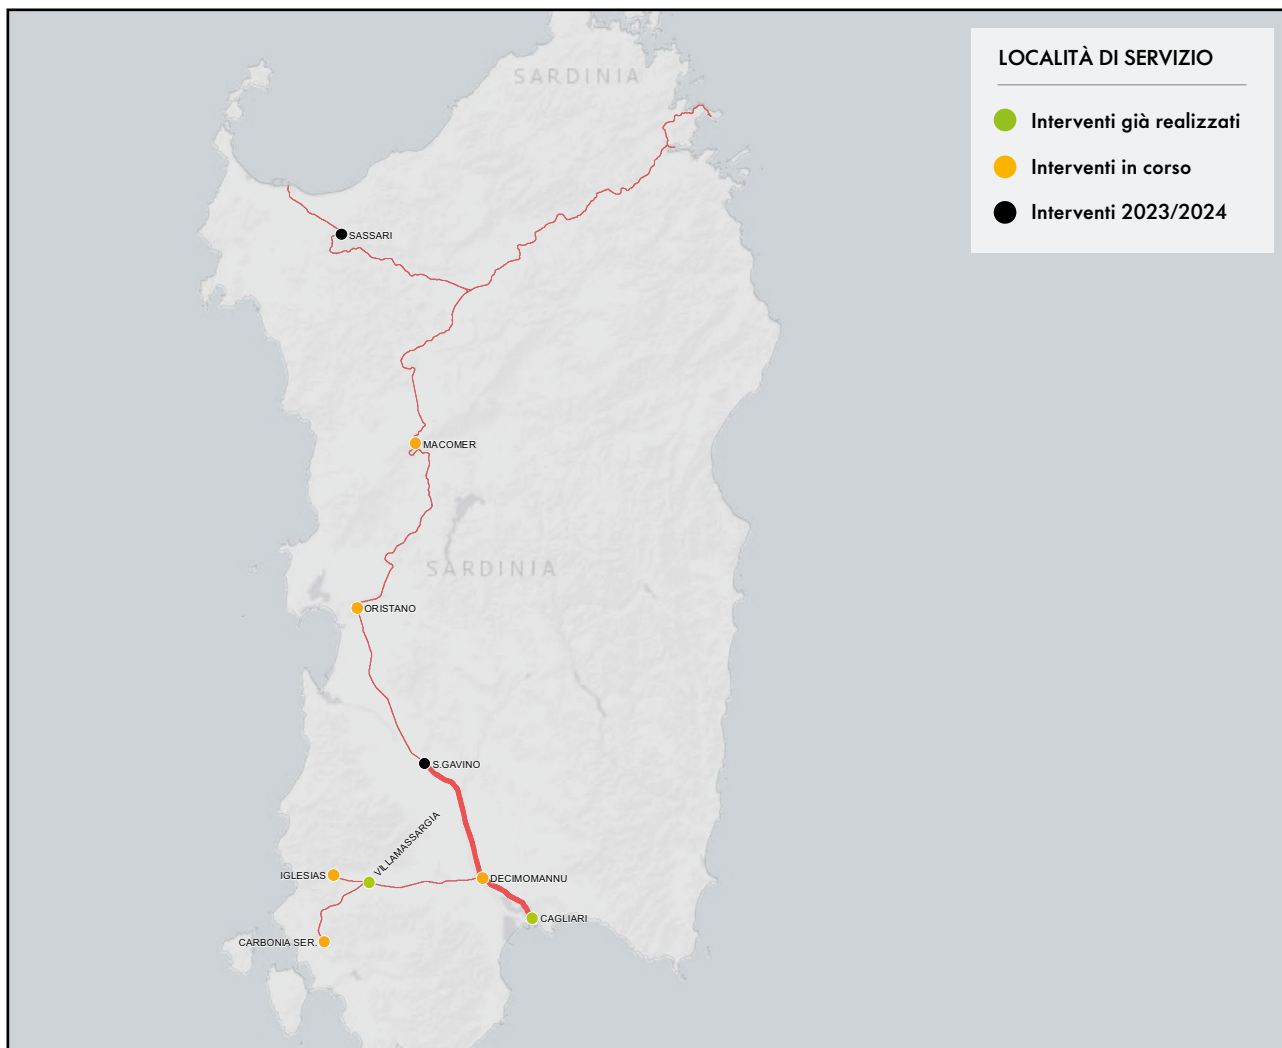 SARDINIA
LOCALITÀ DI SERVIZIO
Interventi già realizzati
Interventi in corso
Interventi 2023/2024
SASSARI
MACOMER
SARDINIA
ORISTANO
S.GAVINO
VILLAMASSARGIA
IGLESIAS
DECIMOMANNU
CAGLIARI
CARBONIA SER.